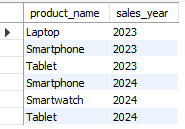 product_name sales_year
Laptop 2023
Smartphone 2023
Tablet 2023
Smartphone 2024
Smartwatch 2024
Tablet 2024